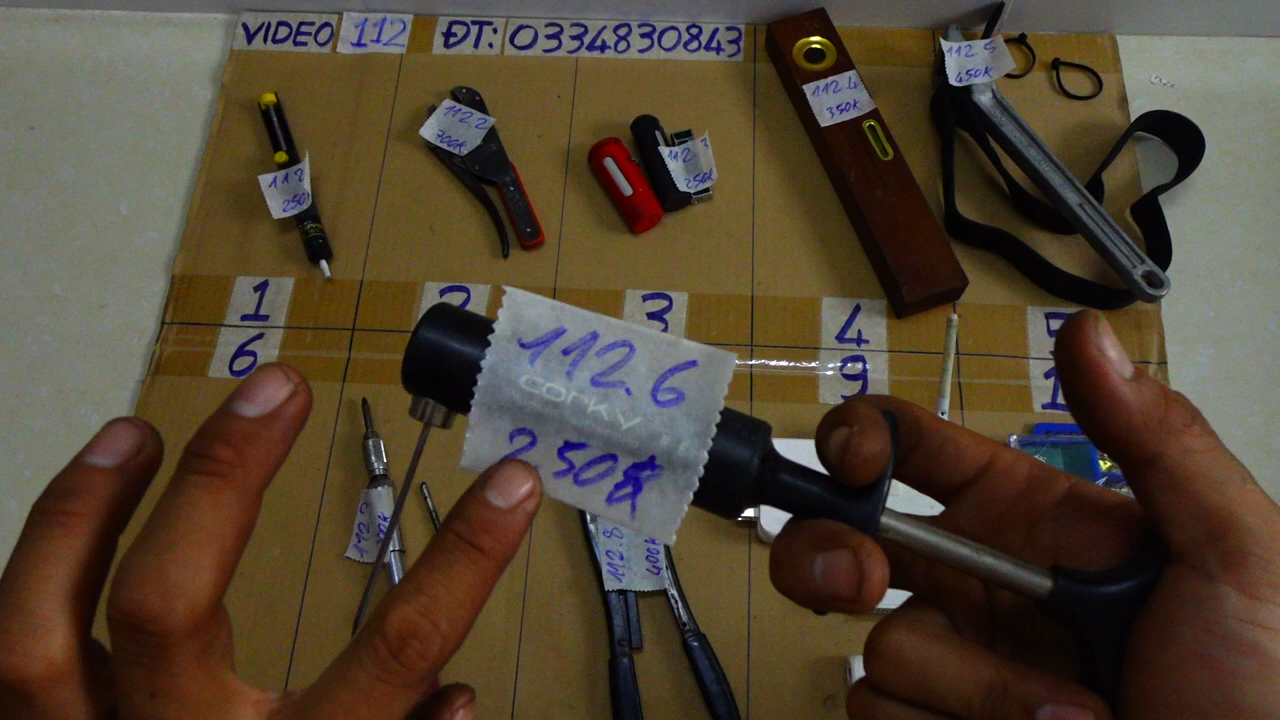 VIDEO 112 ĐT: 0334830843
112.5
450K
112.4
350K
112 2
700K
112 3
250K
112
250
1
2
3
4
5
6
9
1
112.6
corky
250K
112.8
400K